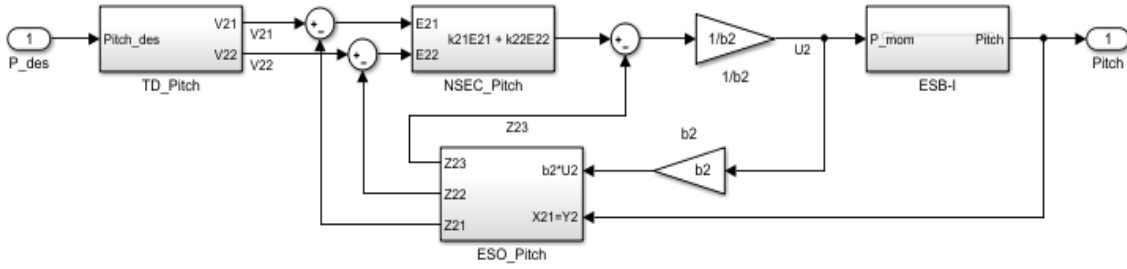 1
P_des
Pitch_des
V21
V22
TD_Pitch
V21
V22
+
-
+
-
E21
E22
k21E21 + k22E22
NSEC_Pitch
+
-
1/b2
1/b2
U2
P_mom
Pitch
ESB-I
1
Pitch
Z23
Z23
Z22
Z21
b2*U2
X21=Y2
ESO_Pitch
b2
b2